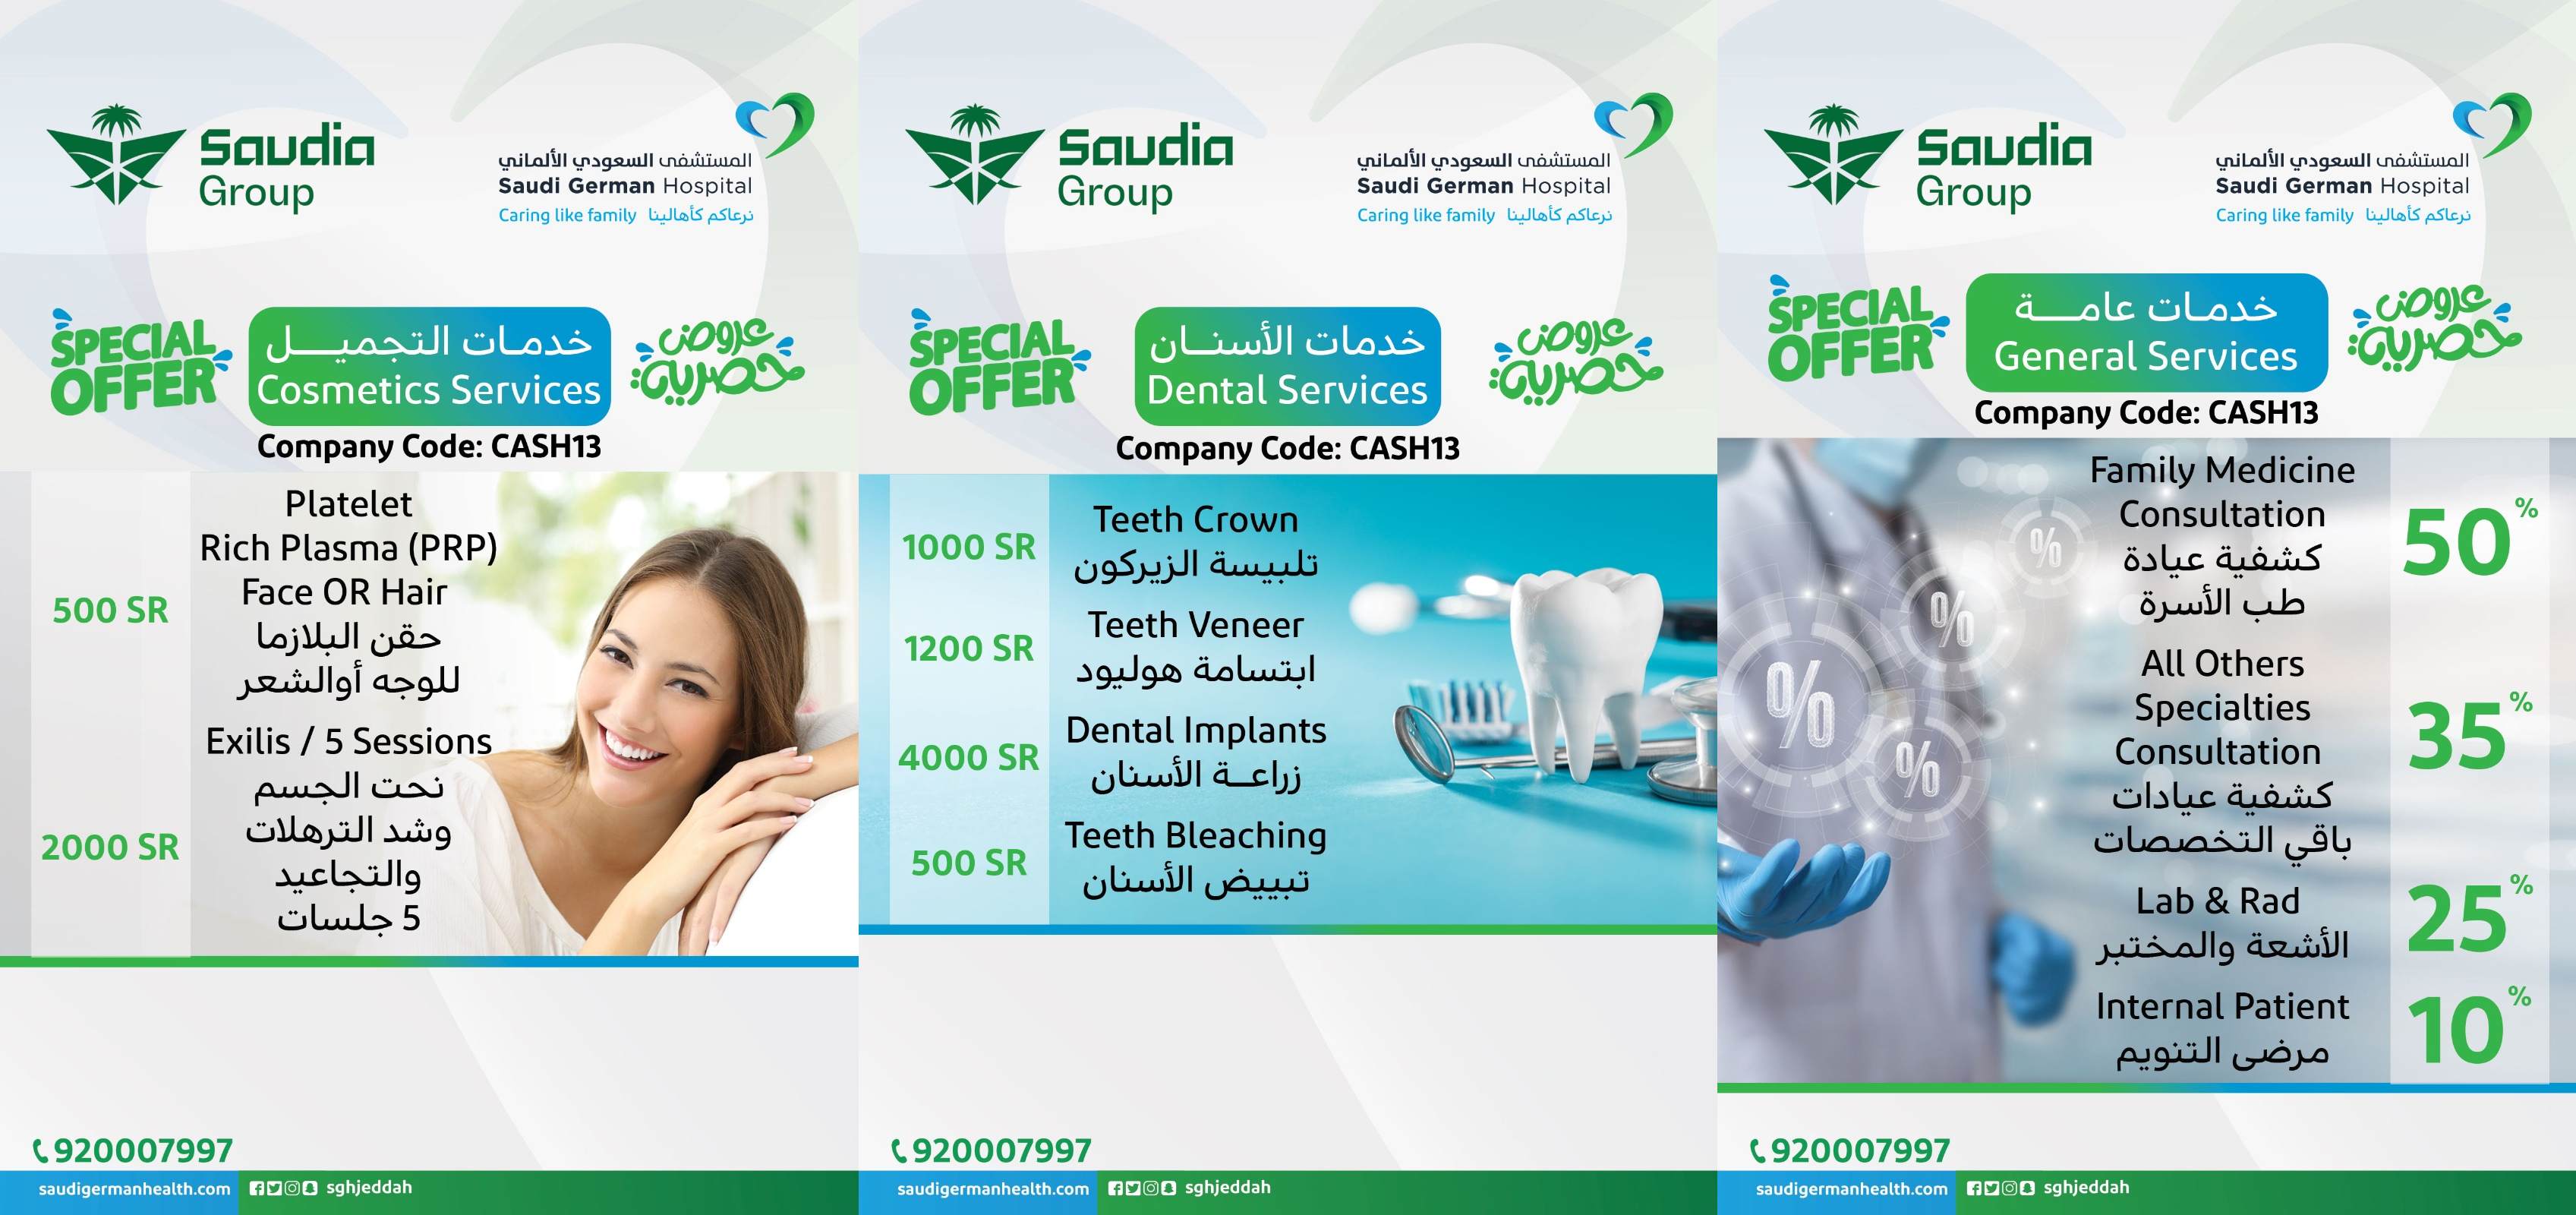 Saudia
Group
المستشفى السعودي الألماني
Saudi German Hospital
Caring like family نرعاكم كأهالينا
SPECIAL
OFFER
خدمـات التجميـــل
Cosmetics Services
عروض
حصرية
Company Code: CASH13
Platelet
Rich Plasma (PRP)
Face OR Hair
حقن البلازما
للوجه أوالشعر
500 SR
Exilis / 5 Sessions
نحت الجسم
وشد الترهلات
والتجاعيد
5 جلسات
2000 SR
920007997
saudigermanhealth.com sghjeddah
Saudia
Group
المستشفى السعودي الألماني
Saudi German Hospital
Caring like family نرعاكم كأهالينا
SPECIAL
OFFER
خدمات الأسنــان
Dental Services
عروض
حصرية
Company Code: CASH13
1000 SR
Teeth Crown
تلبيسة الزيركون
1200 SR
Teeth Veneer
ابتسامة هوليود
4000 SR
Dental Implants
زراعــة الأسنان
500 SR
Teeth Bleaching
تبييض الأسنان
920007997
saudigermanhealth.com sghjeddah
Saudia
Group
المستشفى السعودي الألماني
Saudi German Hospital
Caring like family نرعاكم كأهالينا
SPECIAL
OFFER
خدمـات عامـــة
General Services
عروض
حصرية
Company Code: CASH13
Family Medicine
Consultation
كشفية عيادة
طب الأسرة
50%
All Others
Specialties
Consultation
كشفية عيادات
باقي التخصصات
35%
Lab & Rad
الأشعة والمختبر
25%
Internal Patient
مرضى التنويم
10%
%
%
%
%
920007997
saudigermanhealth.com sghjeddah